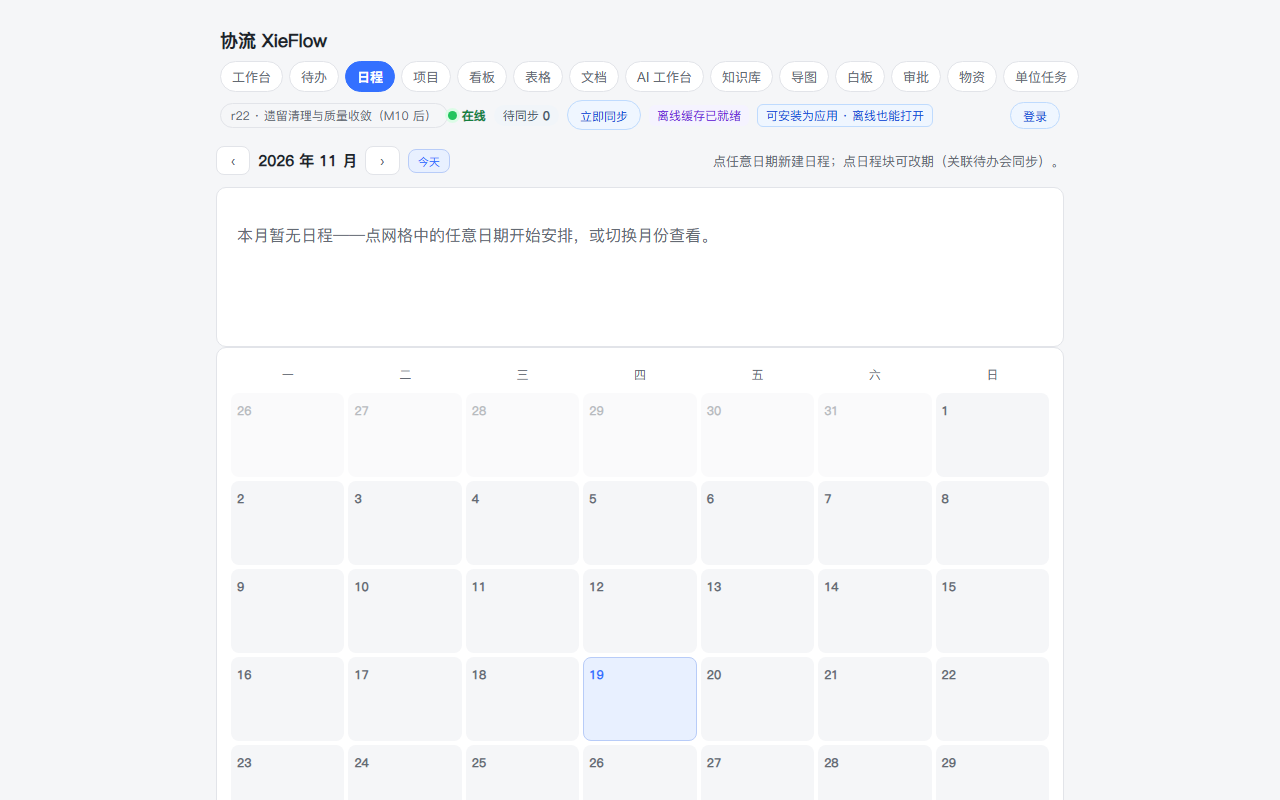 协流 XieFlow
工作台 待办 日程 项目 看板 表格 文档 AI 工作台 知识库 导图 白板 审批 物资 单位任务
r22 · 遗留清理与质量收敛（M10 后） 在线 待同步 0 立即同步 离线缓存已就绪 可安装为应用 · 离线也能打开 登录
‹ 2026 年 11 月 › 今天 点任意日期新建日程；点日程块可改期（关联待办会同步）。
本月暂无日程——点网格中的任意日期开始安排，或切换月份查看。
一 二 三 四 五 六 日
26 27 28 29 30 31 1
2 3 4 5 6 7 8
9 10 11 12 13 14 15
16 17 18 19 20 21 22
23 24 25 26 27 28 29